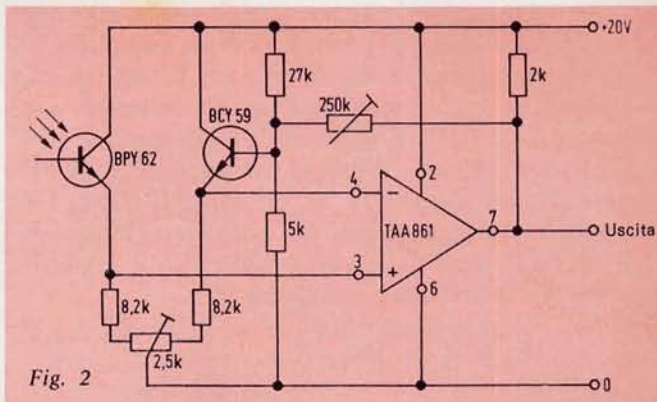 +20V
27k
2k
BCY 59
250k
BPY 62
2
4
−
TAA861
7
Uscita
5k
3
+
6
8,2k
8,2k
2,5k
0
Fig. 2